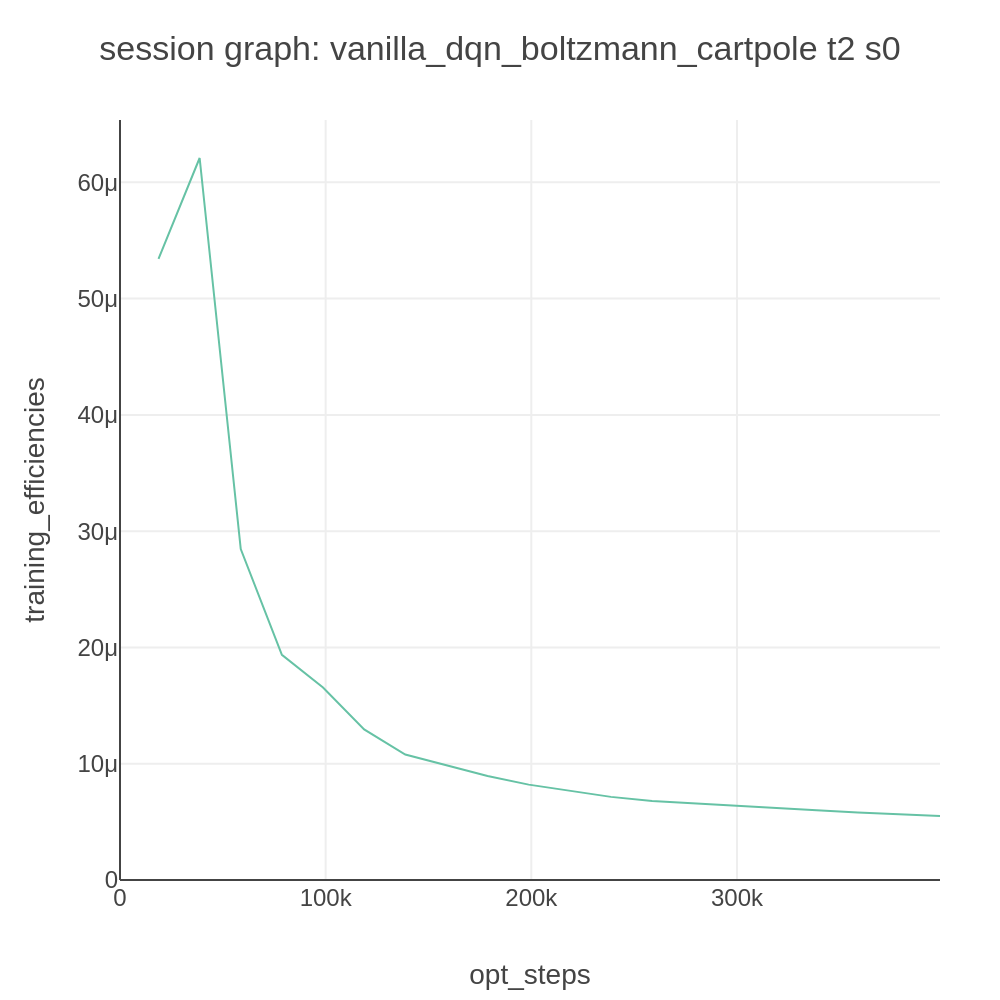 session graph: vanilla_dqn_boltzmann_cartpole t2 s0
training_efficiencies
60μ
50μ
40μ
30μ
20μ
10μ
0
0
100k
200k
300k
opt_steps